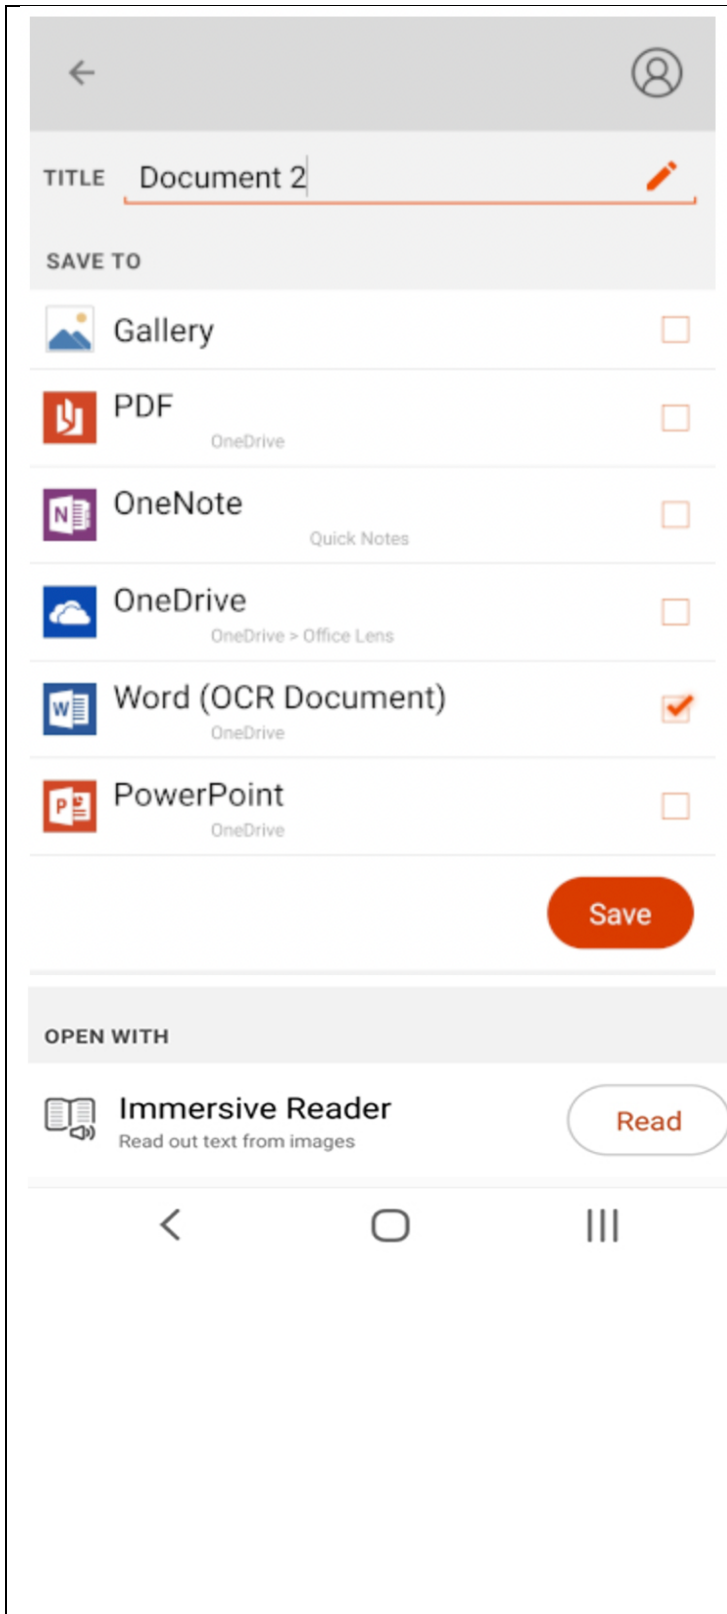 TITLE Document 2
SAVE TO
Gallery
PDF
OneDrive
OneNote
Quick Notes
OneDrive
OneDrive > Office Lens
Word (OCR Document)
OneDrive
PowerPoint
OneDrive
Save
OPEN WITH
Immersive Reader
Read out text from images
Read